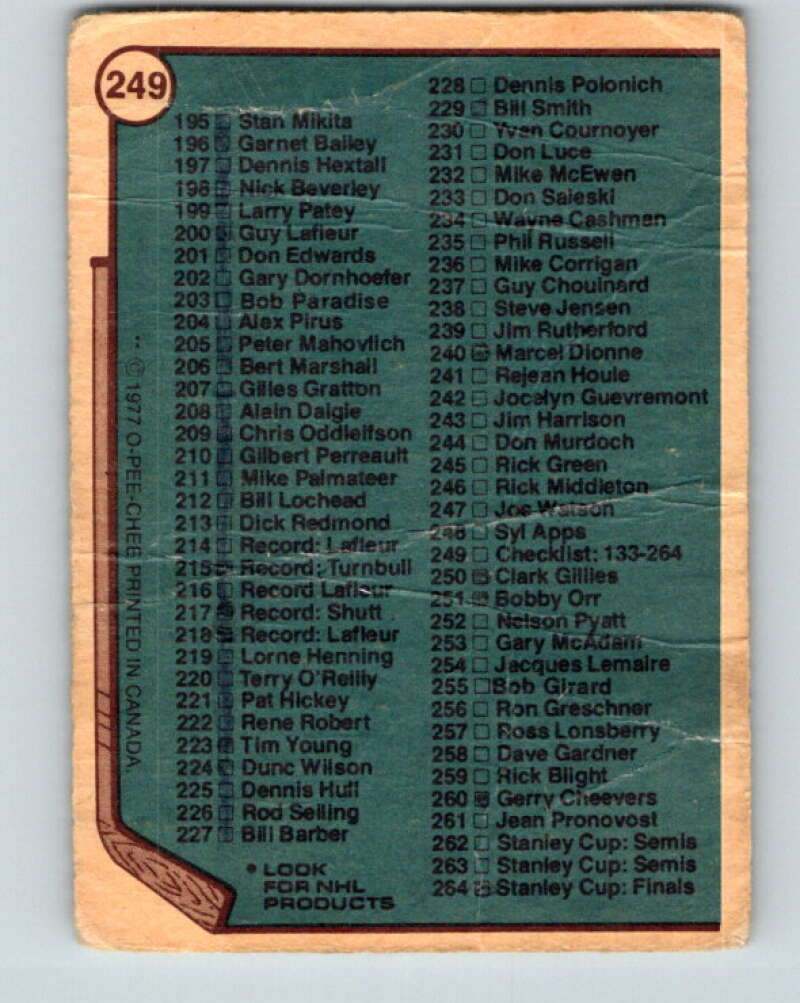 249
195 Stan Mikita
196 Garnet Bailey
197 Dennis Hextall
198 Nick Beverley
199 Larry Patey
200 Guy Lafleur
201 Don Edwards
202 Gary Dornhoefer
203 Bob Paradise
204 Alex Pirus
205 Peter Mahovlich
206 Bert Marshall
207 Gilles Gratton
208 Alain Daigle
209 Chris Oddleifson
210 Gilbert Perreault
211 Mike Palmateer
212 Bill Lochead
213 Dick Redmond
214 Record: Lafleur
215 Record: Turnbull
216 Record Lafleur
217 Record: Shutt
218 Record: Lafleur
219 Lorne Henning
220 Terry O'Reilly
221 Pat Hickey
222 Rene Robert
223 Tim Young
224 Dunc Wilson
225 Dennis Hull
226 Rod Seiling
227 Bill Barber
* LOOK
FOR NHL
PRODUCTS
228 Dennis Polonich
229 Bill Smith
230 Yvan Cournoyer
231 Don Luce
232 Mike McEwen
233 Don Saleski
234 Wayne Cashman
235 Phil Russell
236 Mike Corrigan
237 Guy Chouinard
238 Steve Jensen
239 Jim Rutherford
240 Marcel Dionne
241 Rejean Houle
242 Jocelyn Guevremont
243 Jim Harrison
244 Don Murdoch
245 Rick Green
246 Rick Middleton
247 Joe Watson
248 Syl Apps
249 Checklist: 133-264
250 Clark Gillies
251 Bobby Orr
252 Nelson Pyatt
253 Gary McAdam
254 Jacques Lemaire
255 Bob Girard
256 Ron Greschner
257 Ross Lonsberry
258 Dave Gardner
259 Rick Blight
260 Gerry Cheevers
261 Jean Pronovost
262 Stanley Cup: Semis
263 Stanley Cup: Semis
264 Stanley Cup: Finals
** © 1977 O-PEE-CHEE PRINTED IN CANADA.